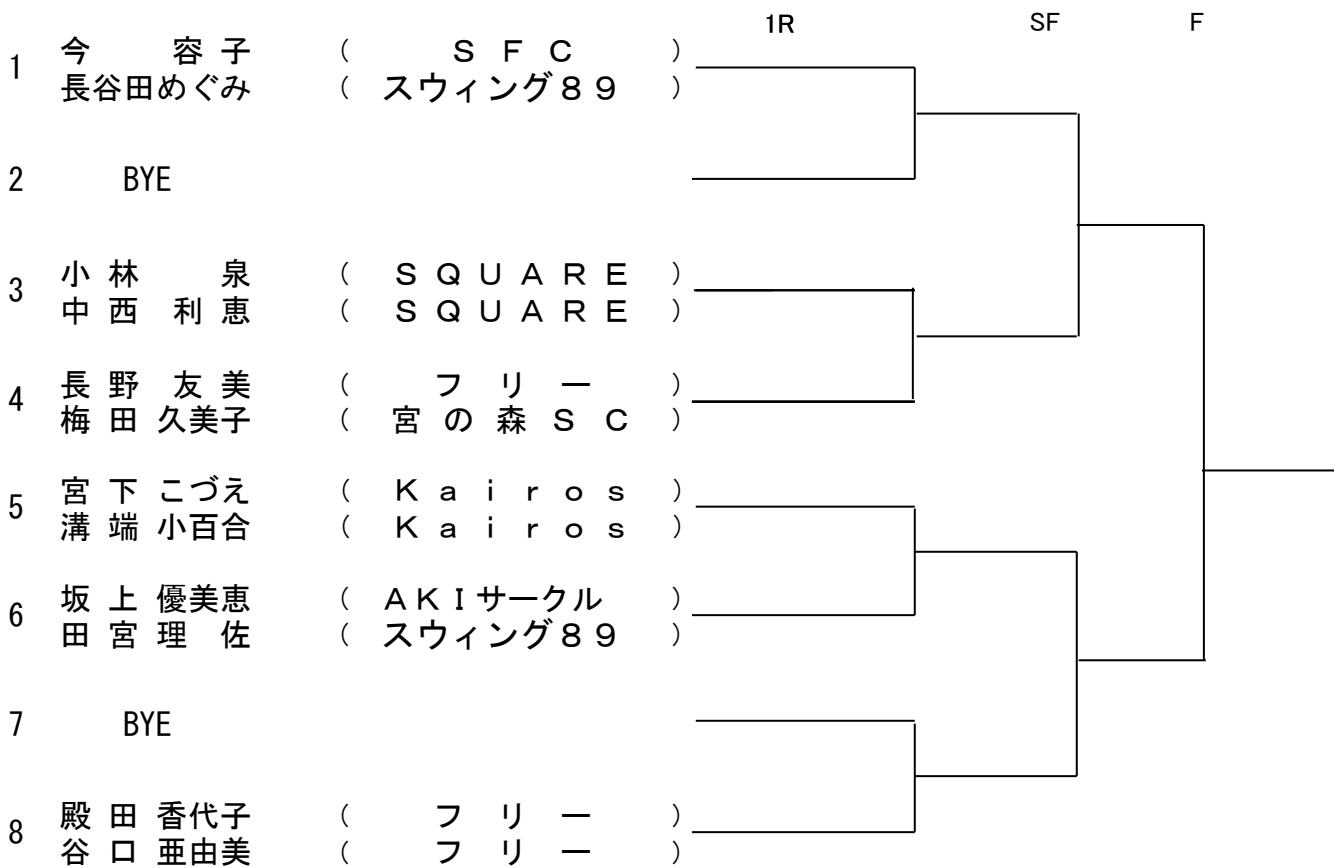 1R SF F
1 今 容子 ( SFC )
長谷田めぐみ ( スウィング89 )
2 BYE
3 小林 泉 ( SQUARE )
中西 利恵 ( SQUARE )
4 長野 友美 ( フリー )
梅田 久美子 ( 宮の森SC )
5 宮下 こづえ ( Kairos )
溝端 小百合 ( Kairos )
6 坂上 優美恵 ( AKIサークル )
田宮理 佐 ( スウィング89 )
7 BYE
8 殿田 香代子 ( フリー )
谷口 亜由美 ( フリー )